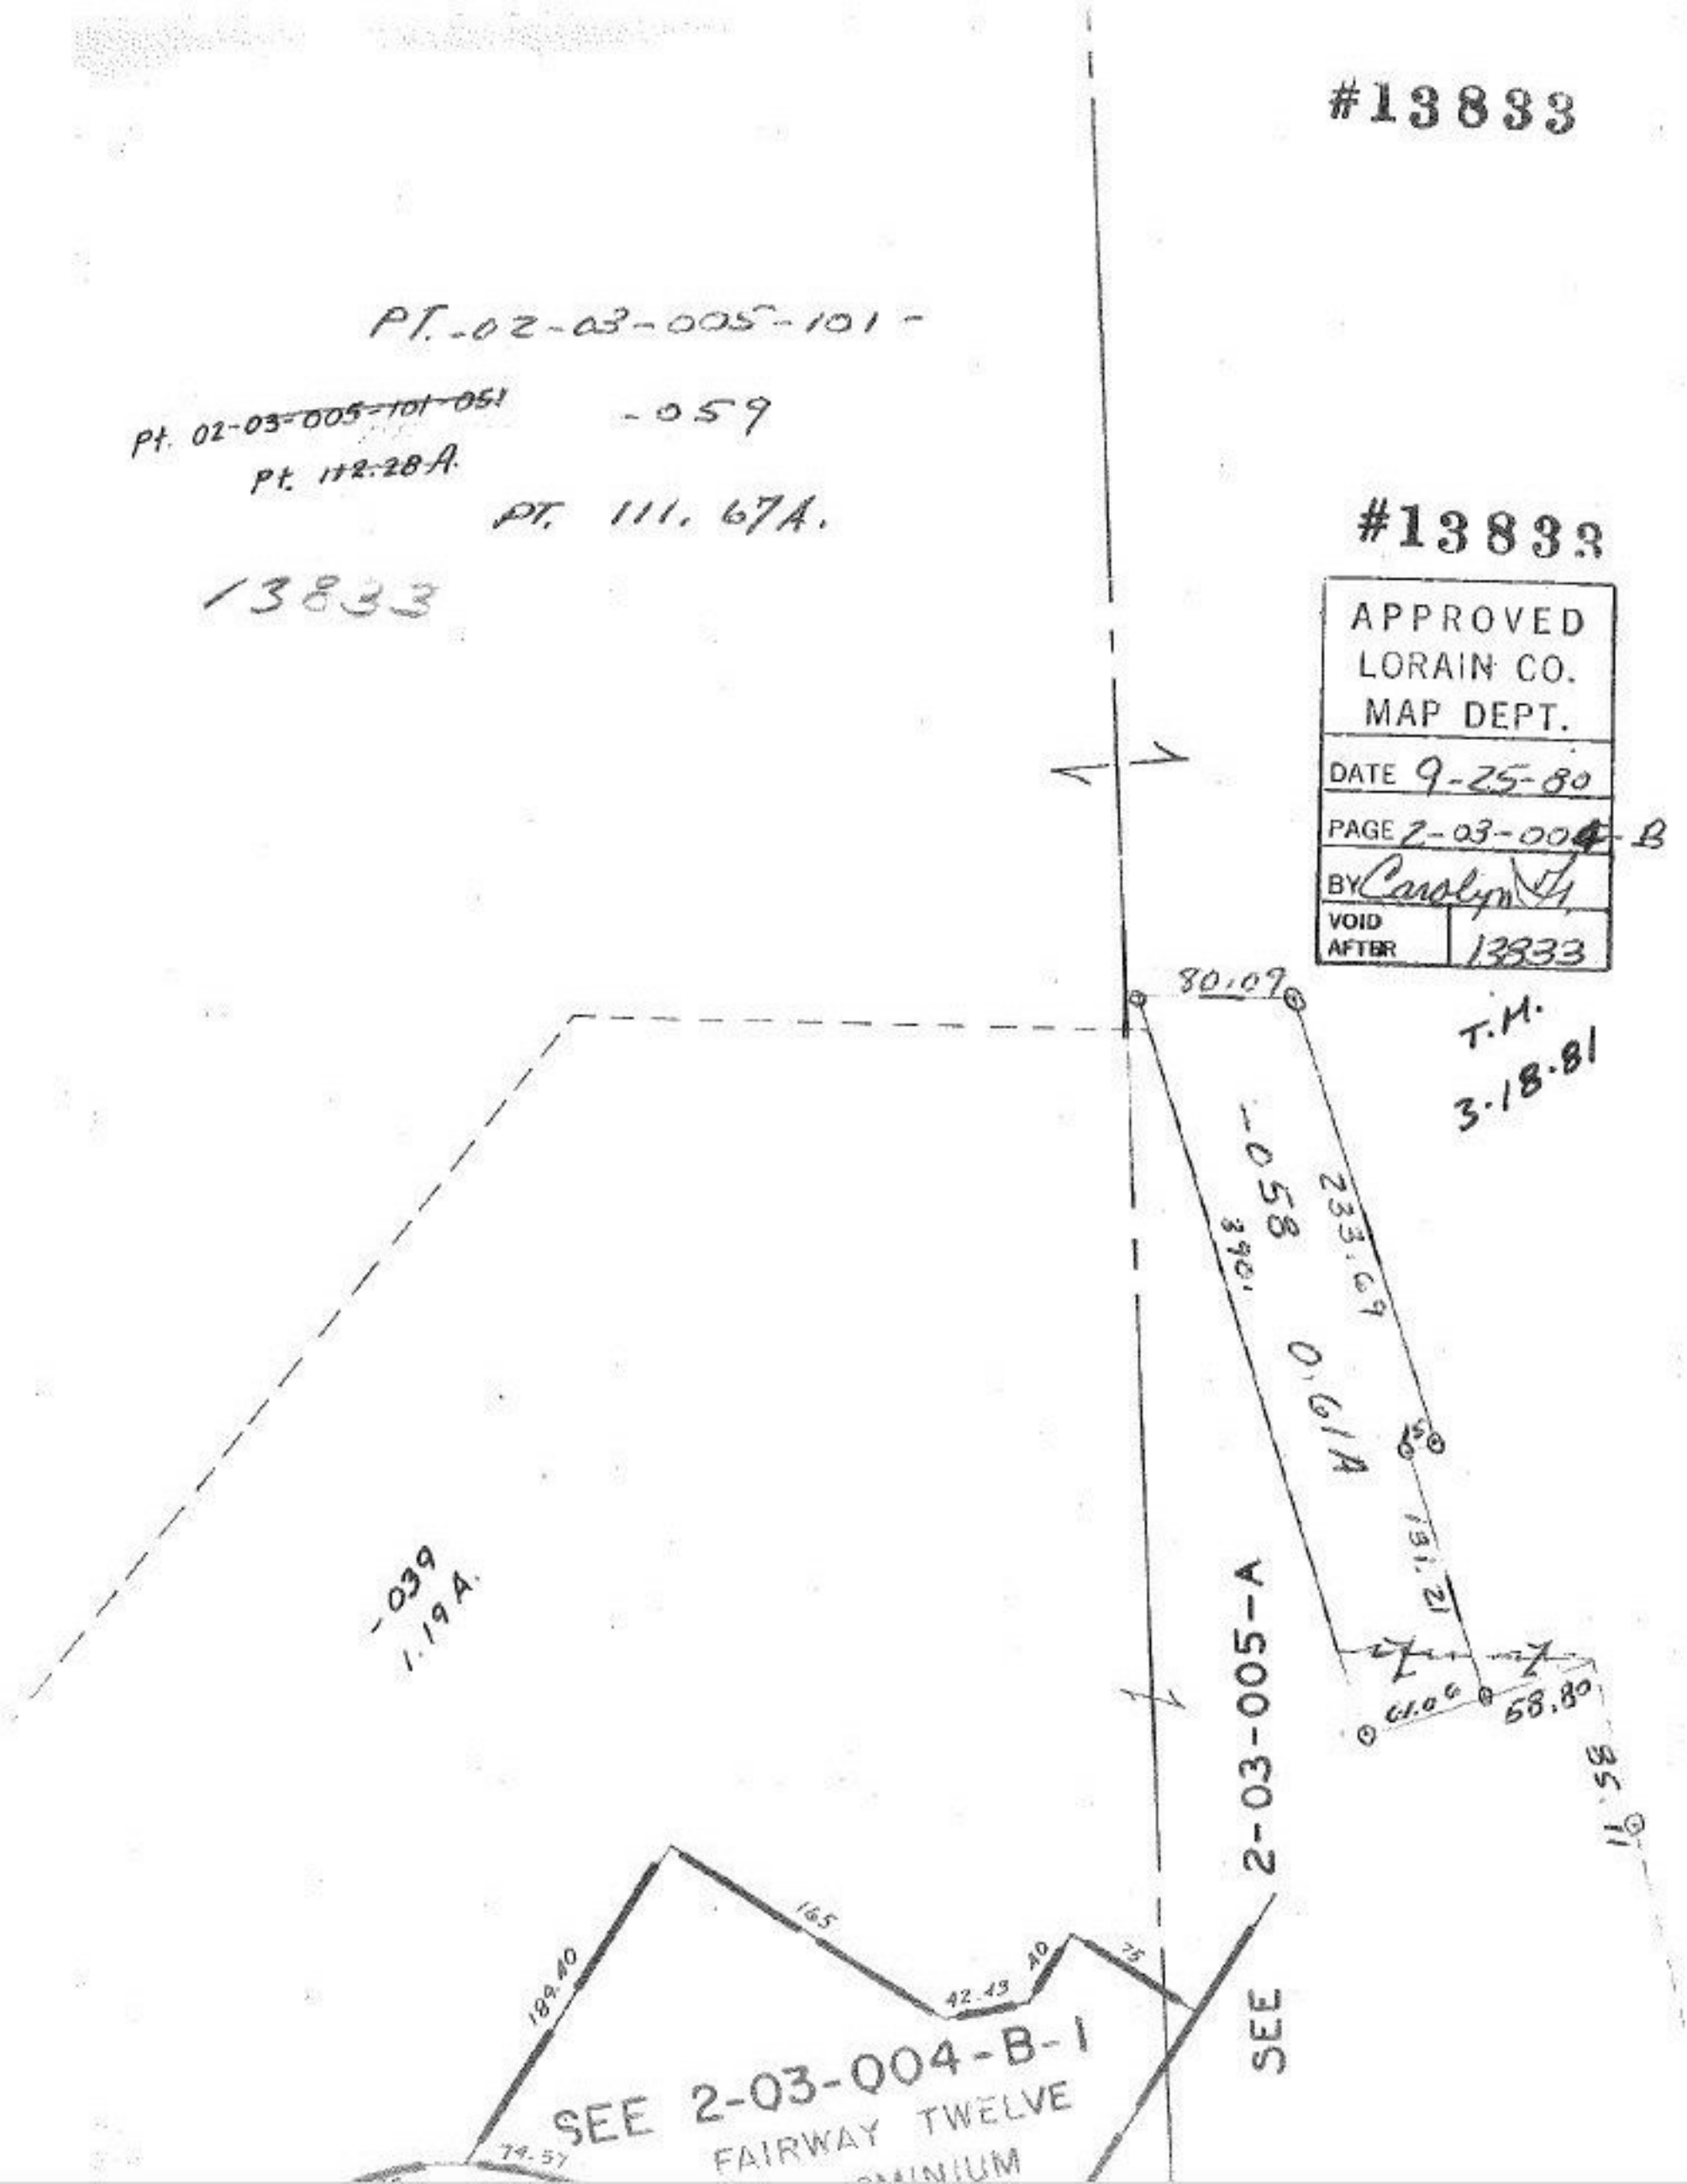 #13833
PT.-02-03-005-101-
Pt. 02-03-005-101-051
-059
Pt. 112.28A.
PT. 111.67A.
13833
#13833
APPROVED
LORAIN CO.
MAP DEPT.
DATE 9-25-80
PAGE 2-03-004-B
BY Carolyn
VOID
AFTER
13833
T.H.
3-18-81
80.09
-058
233.69
390.
0.61A
131.21
-039
1.19A.
61.06
58.80
85.11
SEE 2-03-005-A
189.40
165
42.43
40
75
SEE 2-03-004-B-1
FAIRWAY TWELVE
OMINIUM
74.57